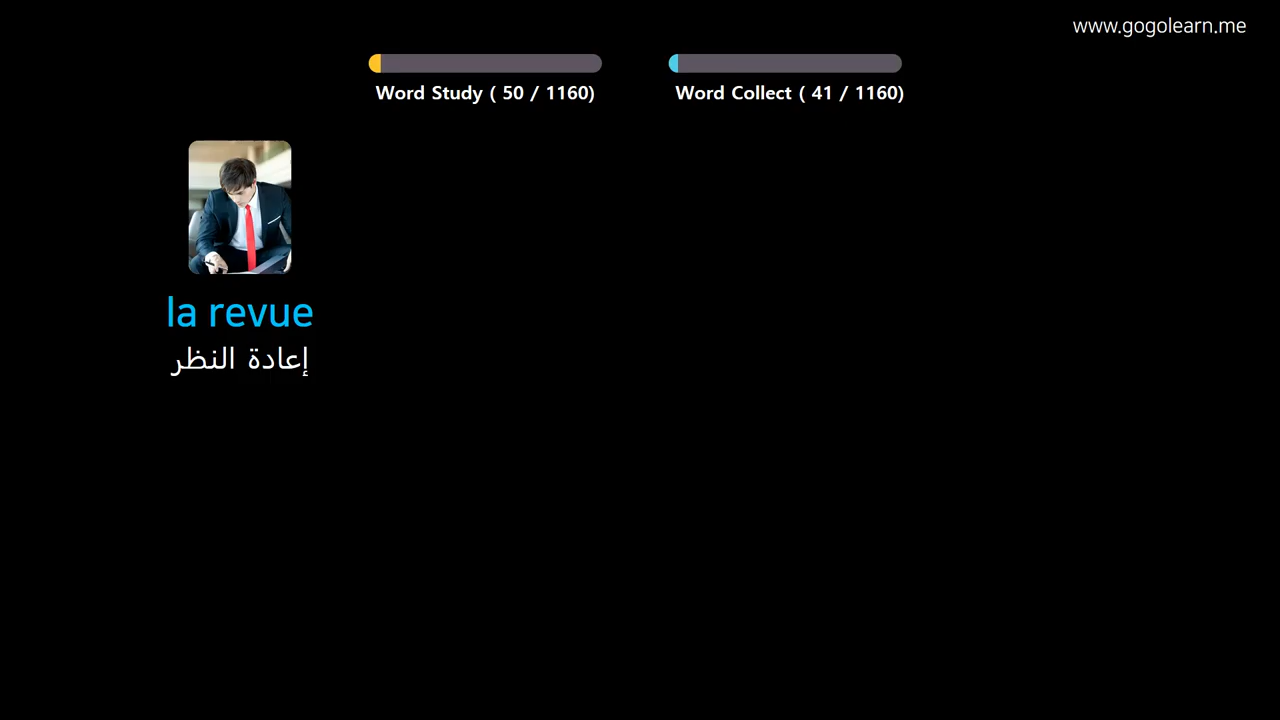 www.gogolearn.me
Word Study ( 50 / 1160)
Word Collect ( 41 / 1160)
la revue
إعادة النظر